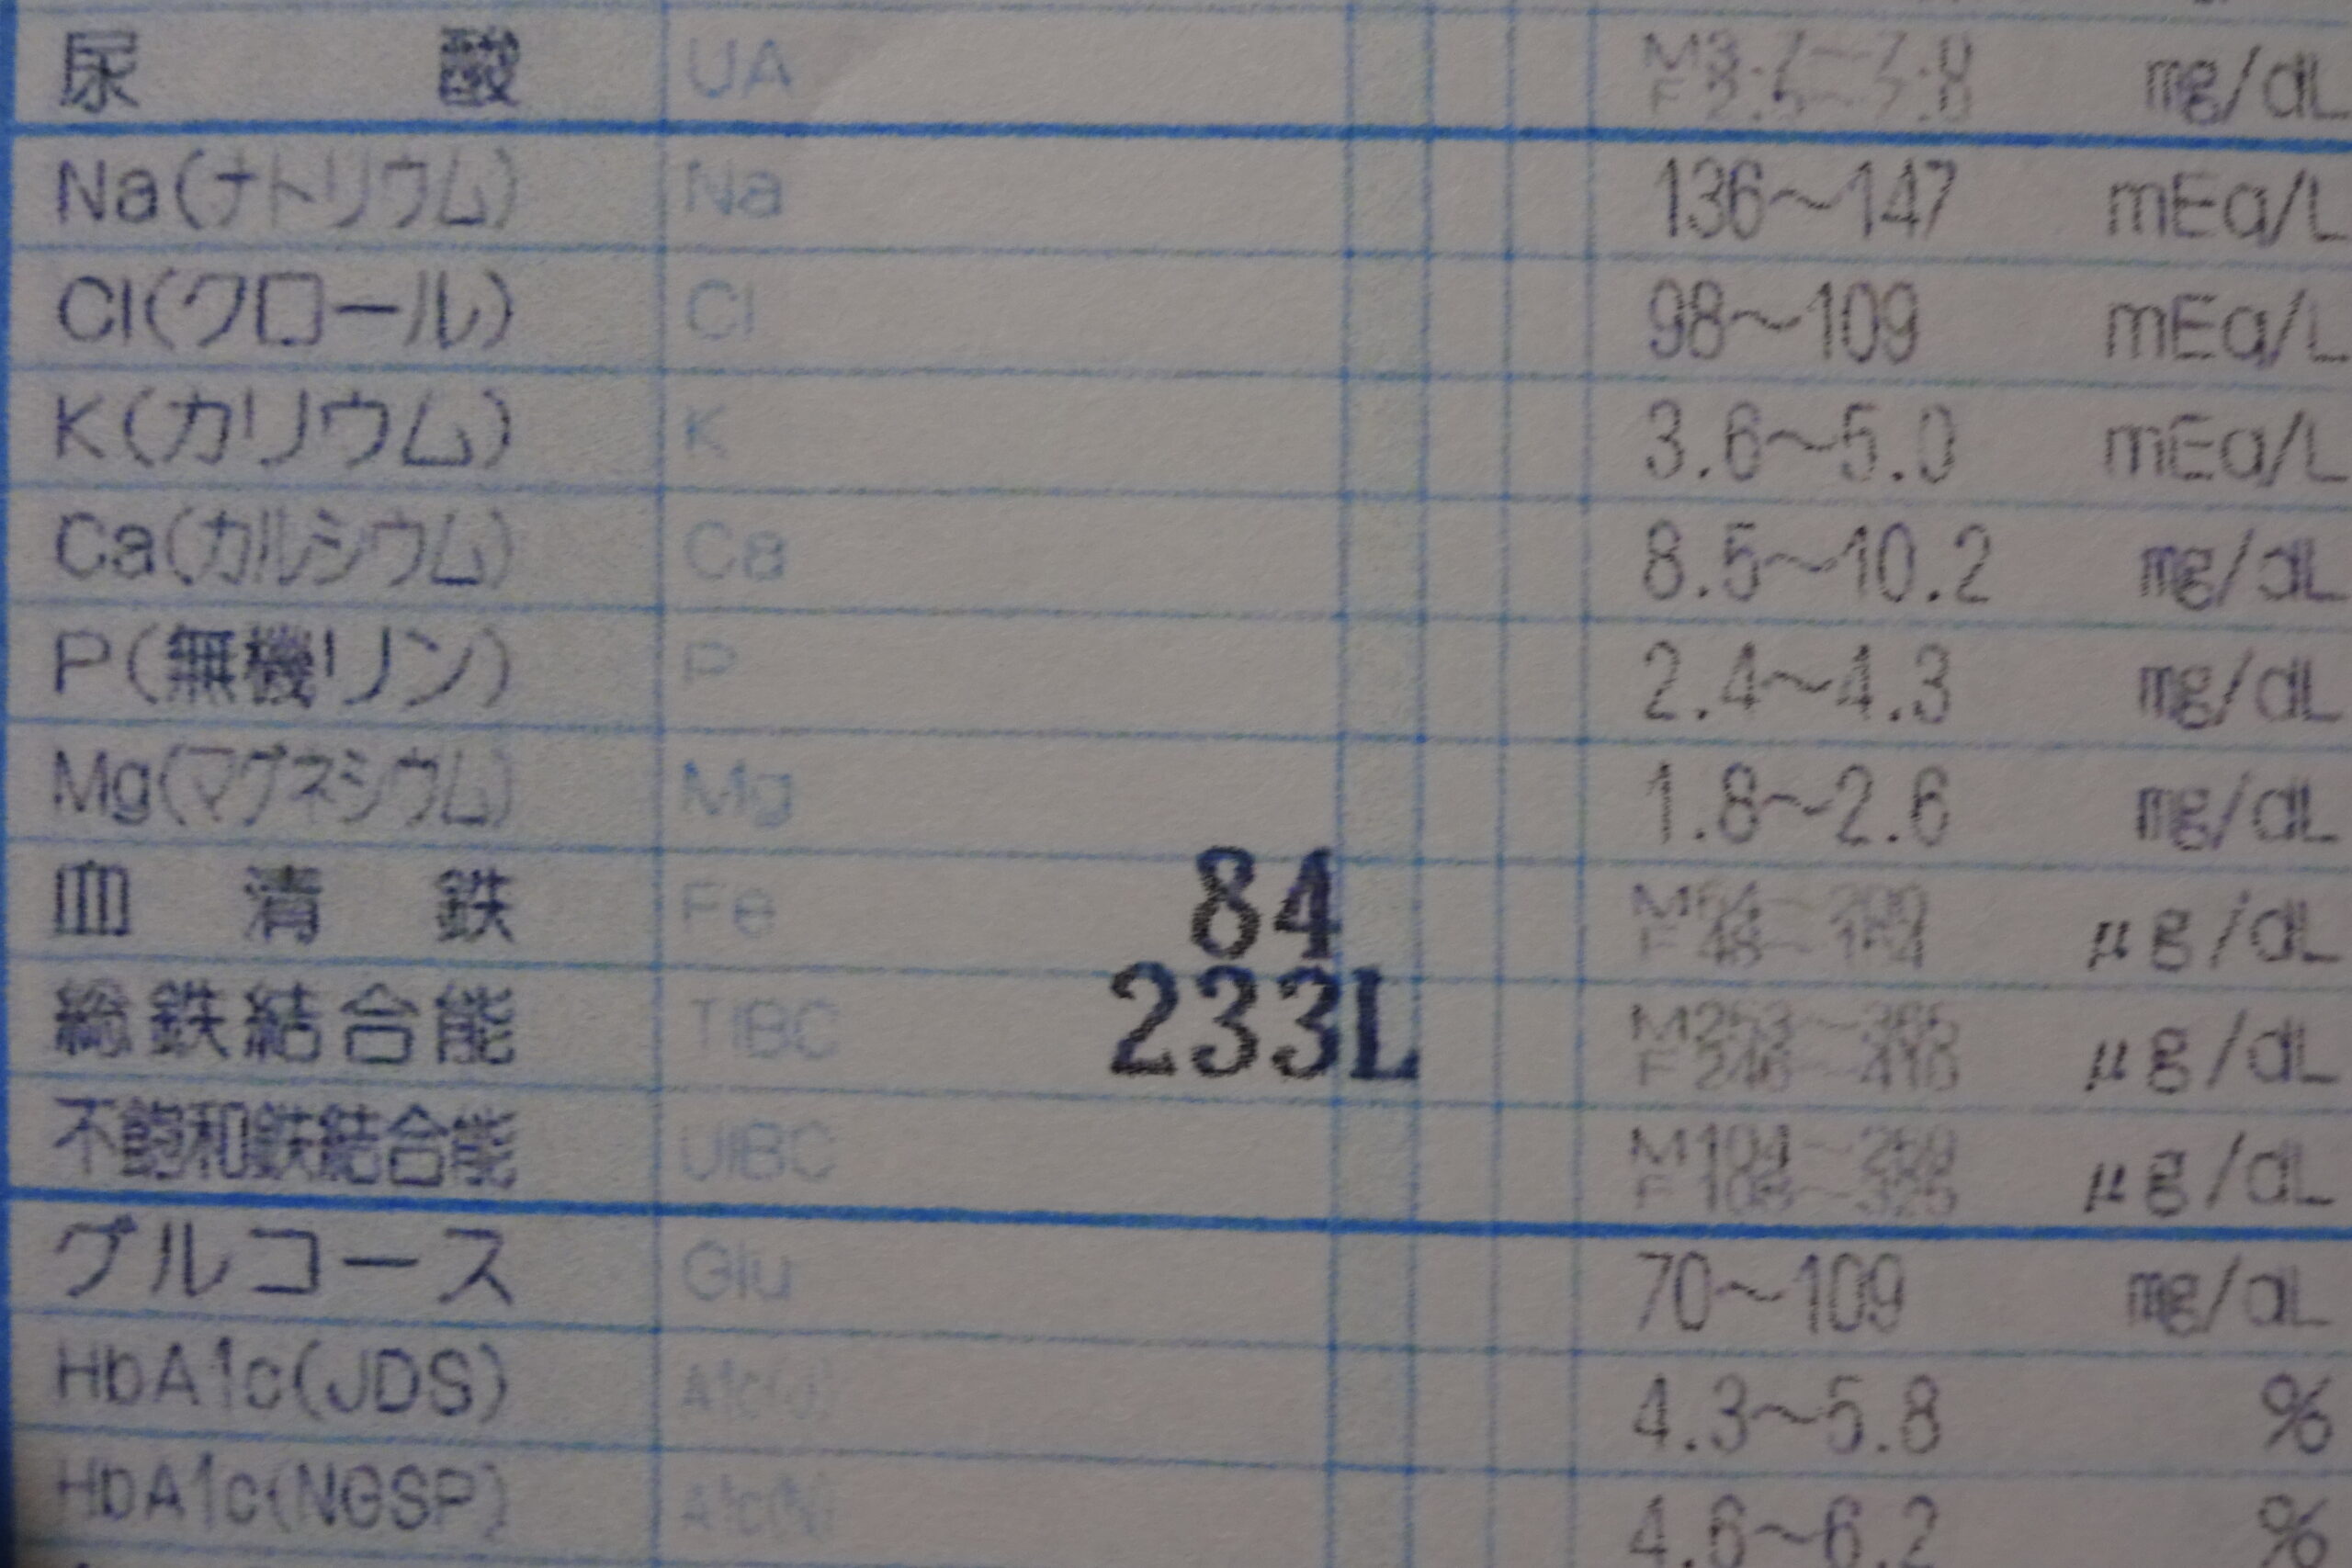 尿酸 UA mg/dL
Na(ナトリウム) Na 136~147 mEq/L
Cl(クロール) Cl 98~109 mEq/L
K(カリウム) K 3.6~5.0 mEq/L
Ca(カルシウム) Ca 8.5~10.2 mg/dL
P(無機リン) P 2.4~4.3 mg/dL
Mg(マグネシウム) Mg 1.8~2.6 mg/dL
血清鉄 Fe 84 μg/dL
総鉄結合能 TIBC 233L μg/dL
不飽和鉄結合能 UIBC μg/dL
グルコース Glu 70~109 mg/dL
HbA1c(JDS) A1c(J) 4.3~5.8 %
HbA1c(NGSP) A1c(N) 4.6~6.2 %